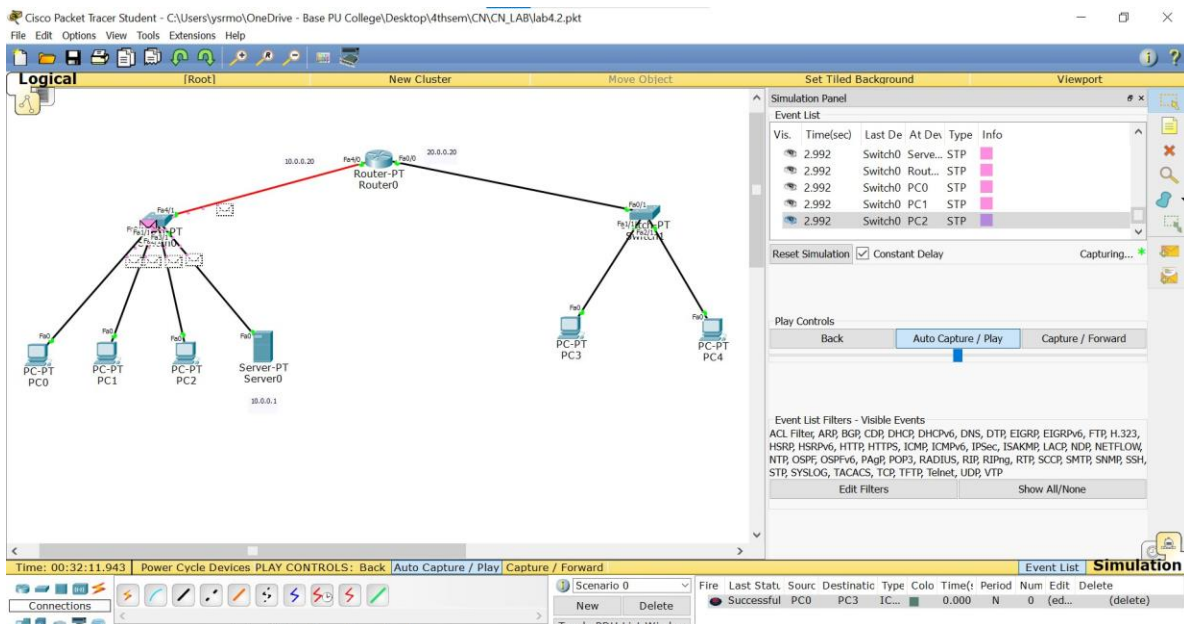 Cisco Packet Tracer Student - C:\Users\ysrmo\OneDrive - Base PU College\Desktop\4thsem\CN\CN_LAB\lab4.2.pkt
File Edit Options View Tools Extensions Help
Logical [Root] New Cluster Move Object Set Tiled Background Viewport
10.0.0.20 Fa4/0 Fa0/0 20.0.0.20
Router-PT
Router0
Fa4/1
Fa0/1
Fa0 Fa0 Fa0 Fa0
PC-PT
PC0
PC-PT
PC1
PC-PT
PC2
Server-PT
Server0
10.0.0.1
Fa0 Fa0
PC-PT
PC3
PC-PT
PC4
Simulation Panel
Event List
Vis. Time(sec) Last De At Dev Type Info
2.992 Switch0 Serve... STP
2.992 Switch0 Rout... STP
2.992 Switch0 PC0 STP
2.992 Switch0 PC1 STP
2.992 Switch0 PC2 STP
Reset Simulation Constant Delay Capturing... *
Play Controls
Back Auto Capture / Play Capture / Forward
Event List Filters - Visible Events
ACL Filter, ARP, BGP, CDP, DHCP, DHCPv6, DNS, DTP, EIGRP, EIGRPv6, FTP, H.323,
HSRP, HSRPv6, HTTP, HTTPS, ICMP, ICMPv6, IPSec, ISAKMP, LACP, NDP, NETFLOW,
NTP, OSPF, OSPFv6, PAgP, POP3, RADIUS, RIP, RIPng, RTP, SCCP, SMTP, SNMP, SSH,
STP, SYSLOG, TACACS, TCP, TFTP, Telnet, UDP, VTP
Edit Filters Show All/None
Time: 00:32:11.943 Power Cycle Devices PLAY CONTROLS: Back Auto Capture / Play Capture / Forward Event List Simulation
Connections
Scenario 0
New Delete
Fire Last Statu Sourc Destinatic Type Colo Time(s Period Num Edit Delete
Successful PC0 PC3 IC... 0.000 N 0 (ed... (delete)